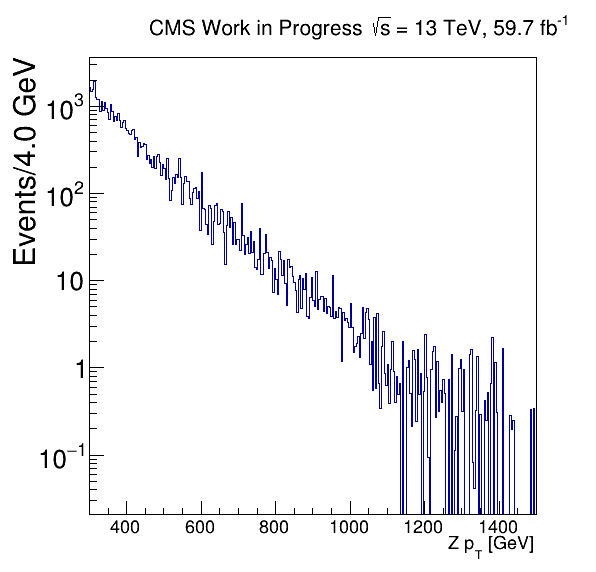 CMS Work in Progress √s = 13 TeV, 59.7 fb⁻¹
Events/4.0 GeV
10³
10²
10
1
10⁻¹
400 600 800 1000 1200 1400
Z p_T [GeV]